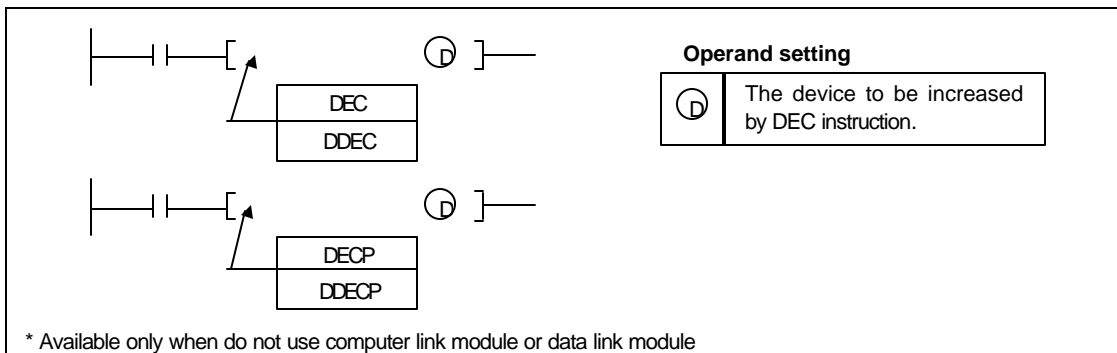 D
DEC
DDEC
D
DECP
DDECP
Operand setting
D
The device to be increased
by DEC instruction.
* Available only when do not use computer link module or data link module